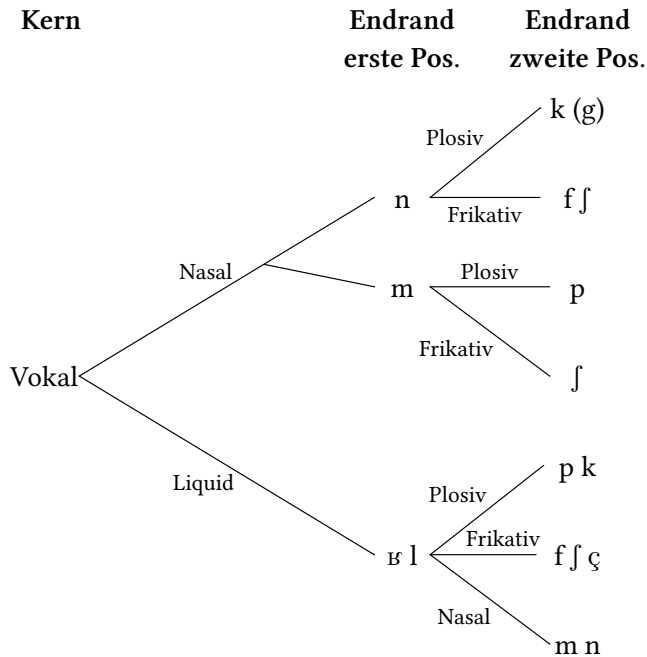 Kern Endrand Endrand
erste Pos. zweite Pos.
k (g)
Plosiv
n f ʃ
Frikativ
Nasal
m Plosiv p
Frikativ
Vokal ʃ
p k
Liquid
Plosiv
ʁ l Frikativ f ʃ ç
Nasal
m n